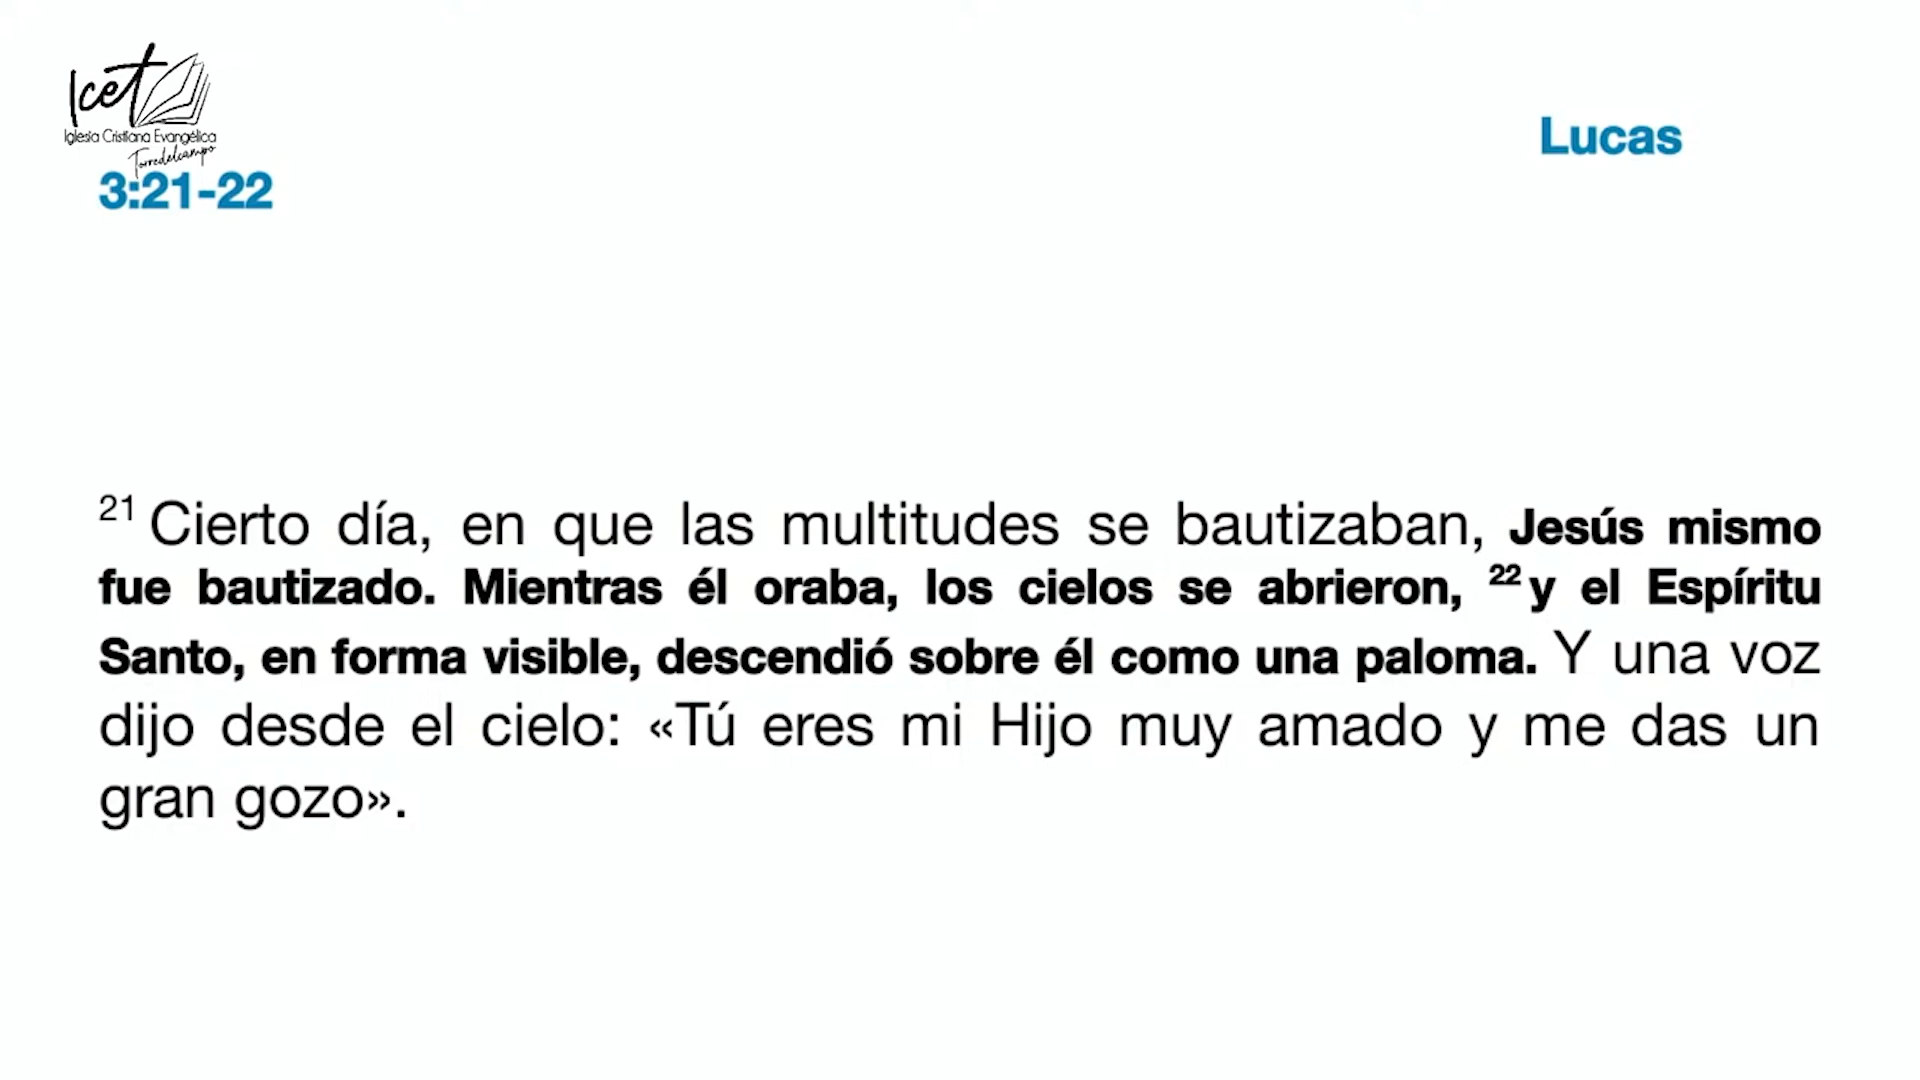 Icet
Iglesia Cristiana Evangélica
Torredelcampo
Lucas
3:21-22
21 Cierto día, en que las multitudes se bautizaban, Jesús mismo
fue bautizado. Mientras él oraba, los cielos se abrieron, 22 y el Espíritu
Santo, en forma visible, descendió sobre él como una paloma. Y una voz
dijo desde el cielo: «Tú eres mi Hijo muy amado y me das un
gran gozo».